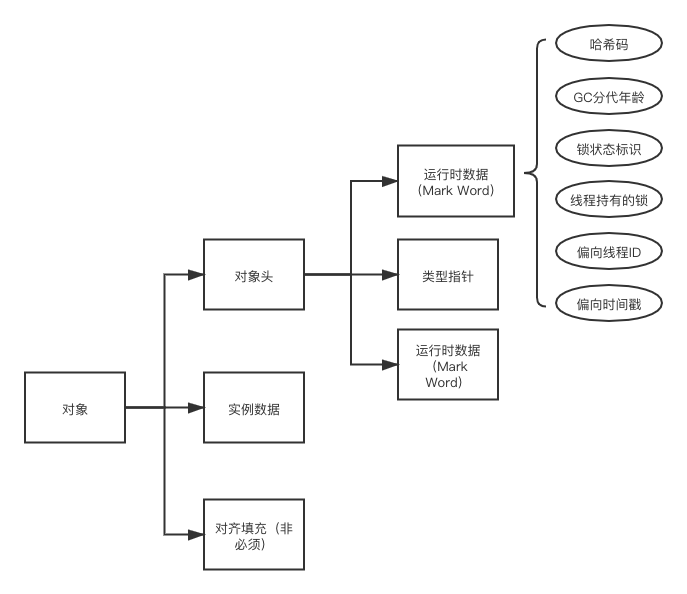 哈希码
GC分代年龄
锁状态标识
线程持有的锁
偏向线程ID
偏向时间戳
运行时数据
(Mark Word)
类型指针
运行时数据
(Mark
Word)
对象头
对象
实例数据
对齐填充（非
必须）